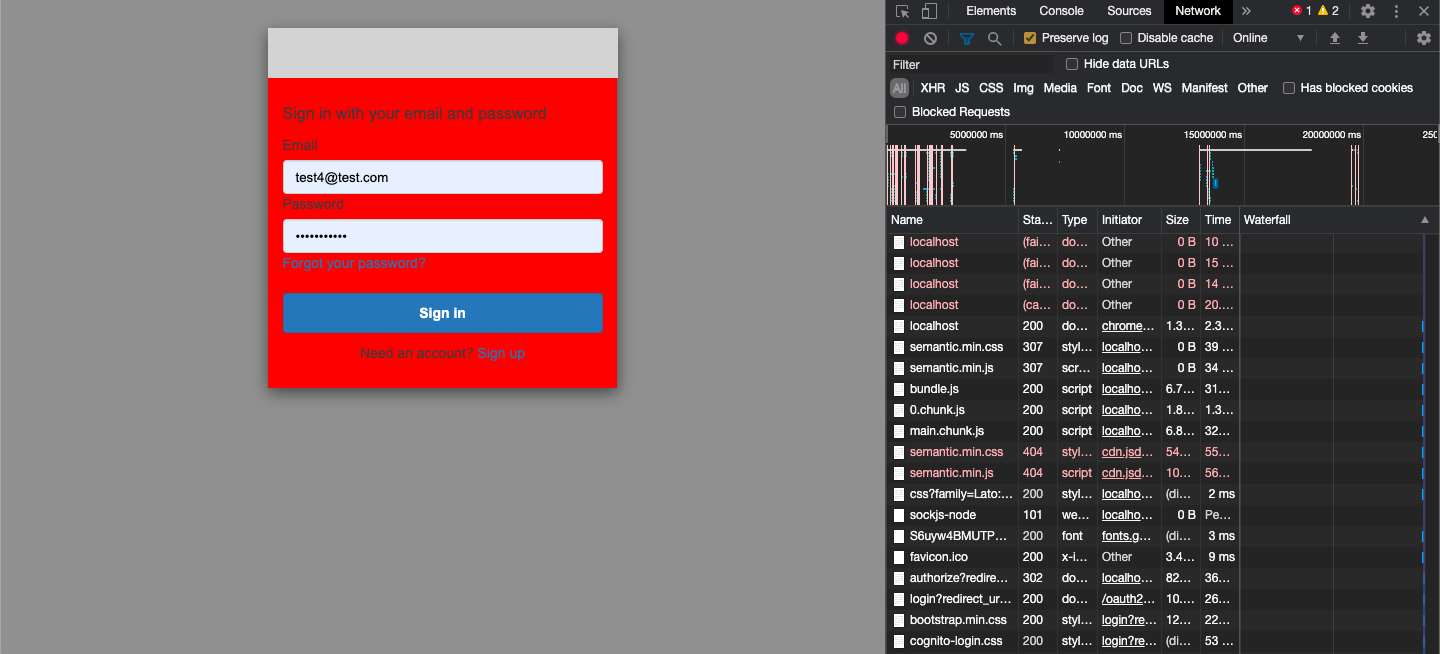 Sign in with your email and password
Email
test4@test.com
Password
•••••••••••
Forgot your password?
Sign in
Need an account? Sign up
Elements Console Sources Network » 1 2
Preserve log Disable cache Online
Filter Hide data URLs
All XHR JS CSS Img Media Font Doc WS Manifest Other Has blocked cookies
Blocked Requests
5000000 ms 10000000 ms 15000000 ms 20000000 ms 250
Name Sta... Type Initiator Size Time Waterfall
localhost (fai... do... Other 0 B 10 ...
localhost (fai... do... Other 0 B 15 ...
localhost (fai... do... Other 0 B 14 ...
localhost (ca... do... Other 0 B 20....
localhost 200 do... chrome... 1.3... 2.3...
semantic.min.css 307 styl... localho... 0 B 39 ...
semantic.min.js 307 scr... localho... 0 B 34 ...
bundle.js 200 script localho... 6.7... 31...
0.chunk.js 200 script localho... 1.8... 1.3...
main.chunk.js 200 script localho... 6.8... 32...
semantic.min.css 404 styl... cdn.jsd... 54... 55...
semantic.min.js 404 script cdn.jsd... 10... 56...
css?family=Lato:... 200 styl... localho... (di... 2 ms
sockjs-node 101 we... localho... 0 B Pe...
S6uyw4BMUTP... 200 font fonts.g... (di... 3 ms
favicon.ico 200 x-i... Other 3.4... 9 ms
authorize?redire... 302 do... localho... 82... 36...
login?redirect_ur... 200 do... /oauth2... 10.... 26...
bootstrap.min.css 200 styl... login?re... 12... 22...
cognito-login.css 200 styl... login?re... (di... 53 ...